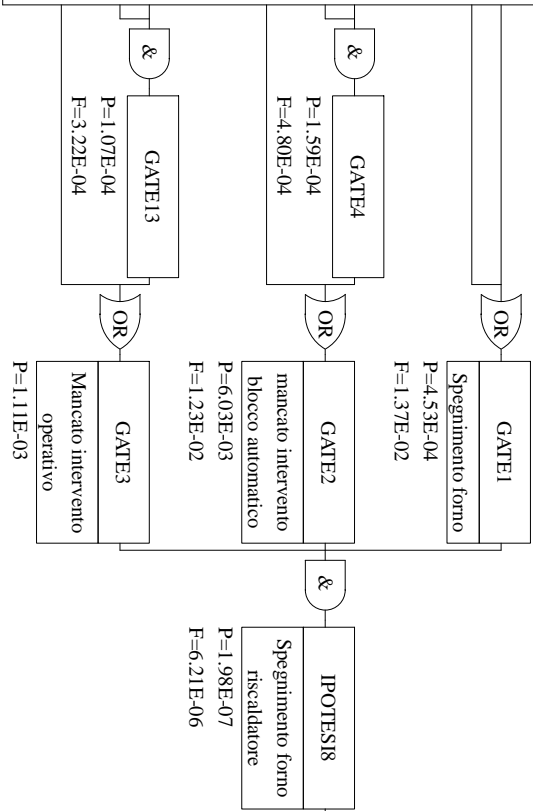 &
GATE13
P=1.07E-04
F=3.22E-04
&
GATE4
P=1.59E-04
F=4.80E-04
OR
GATE3
Mancato intervento
operativo
P=1.11E-03
OR
GATE2
mancato intervento
blocco automatico
P=6.03E-03
F=1.23E-02
OR
GATE1
Spegnimento forno
P=4.53E-04
F=1.37E-02
&
IPOTESI8
Spegnimento forno
riscaldatore
P=1.98E-07
F=6.21E-06